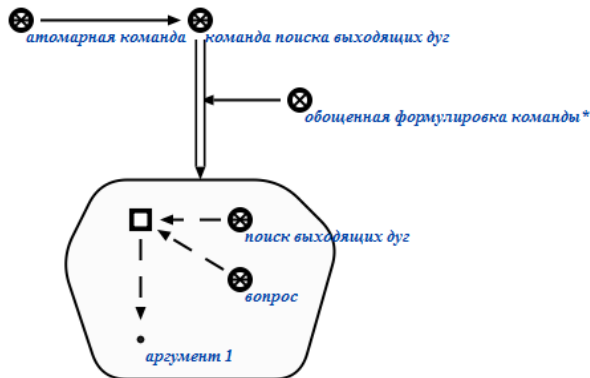 атомарная команда
команда поиска выходящих дуг
обощенная формулировка команды*
поиск выходящих дуг
вопрос
аргумент 1